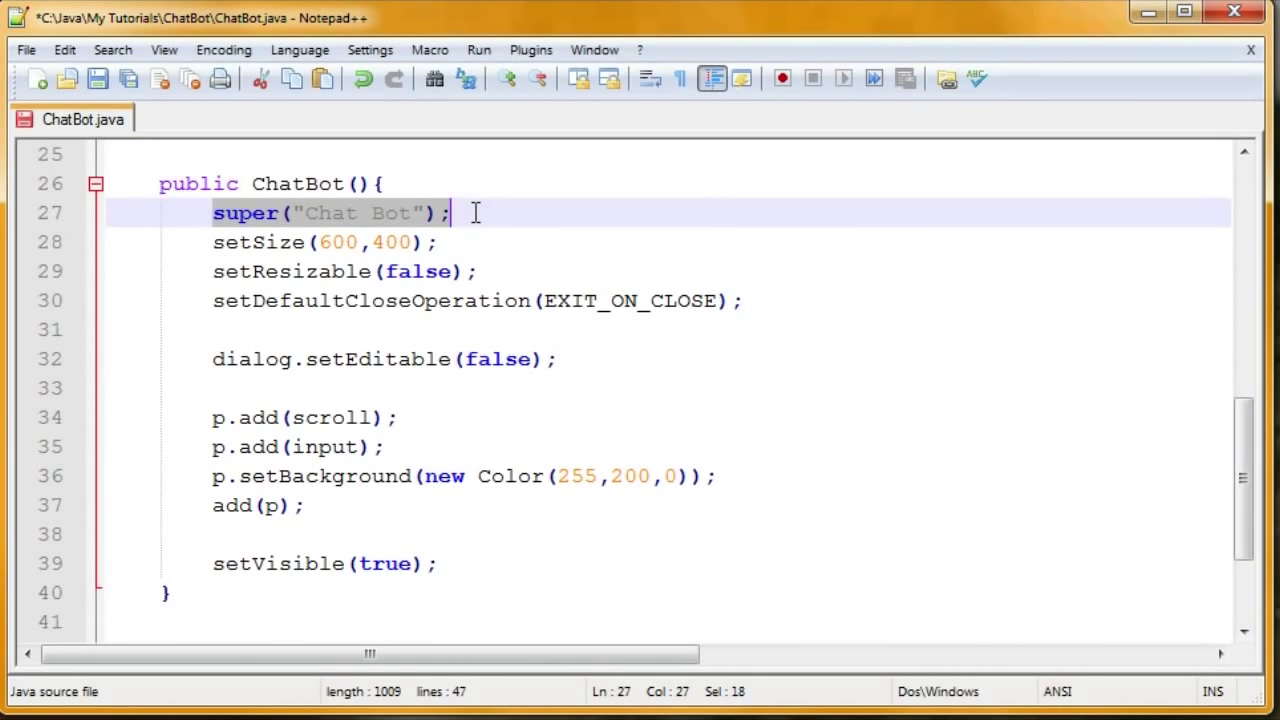 *C:\Java\My Tutorials\ChatBot\ChatBot.java - Notepad++
File Edit Search View Encoding Language Settings Macro Run Plugins Window ? X
ABC
ChatBot.java
25
26 public ChatBot(){
27 super("Chat Bot");
28 setSize(600,400);
29 setResizable(false);
30 setDefaultCloseOperation(EXIT_ON_CLOSE);
31
32 dialog.setEditable(false);
33
34 p.add(scroll);
35 p.add(input);
36 p.setBackground(new Color(255,200,0));
37 add(p);
38
39 setVisible(true);
40 }
41
Java source file length : 1009 lines : 47 Ln : 27 Col : 27 Sel : 18 Dos\Windows ANSI INS